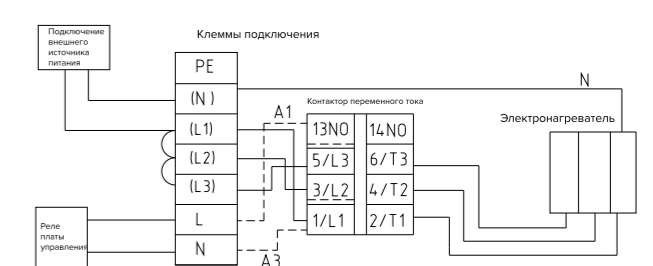 Подключение
внешнего
источника
питания
Клеммы подключения
PE
(N)
(L1)
(L2)
(L3)
L
N
A1
A3
Контактор переменного тока
13NO 14NO
5/L3 6/T3
3/L2 4/T2
1/L1 2/T1
N
Электронагреватель
Реле
платы
управления